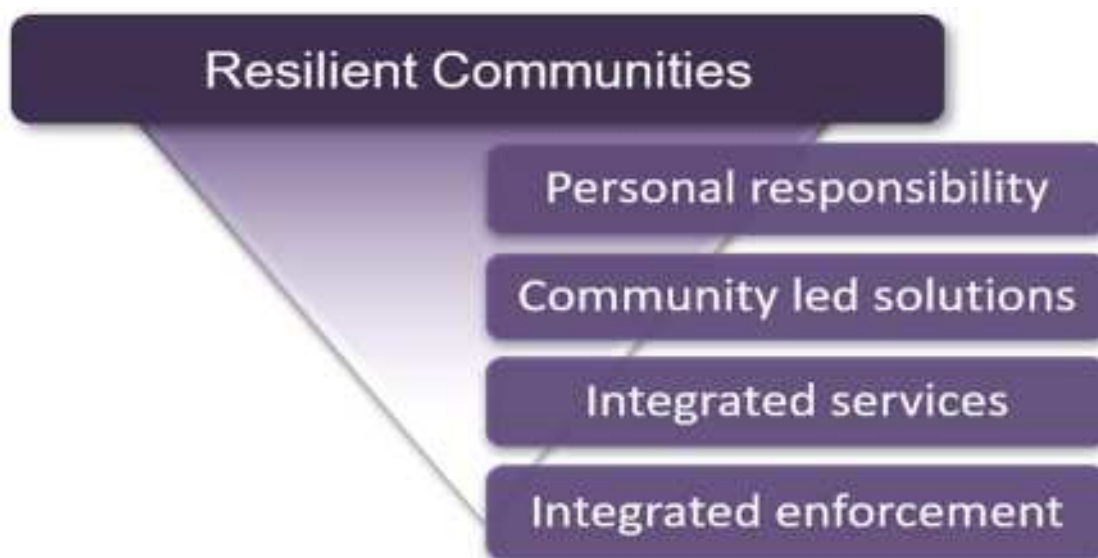 Resilient Communities
Personal responsibility
Community led solutions
Integrated services
Integrated enforcement